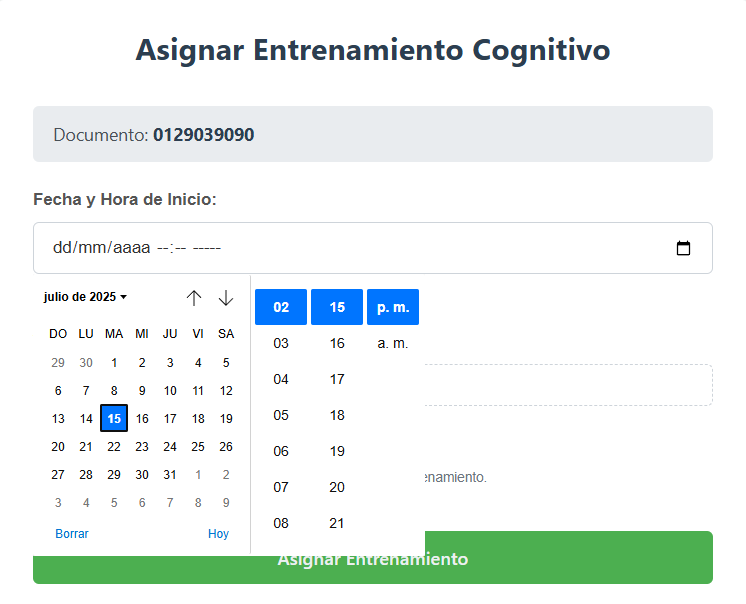 Asignar Entrenamiento Cognitivo
Documento: 0129039090
Fecha y Hora de Inicio:
dd/mm/aaaa --:-- -----
julio de 2025
DO LU MA MI JU VI SA
29 30 1 2 3 4 5
6 7 8 9 10 11 12
13 14 15 16 17 18 19
20 21 22 23 24 25 26
27 28 29 30 31 1 2
3 4 5 6 7 8 9
Borrar Hoy
02 15 p. m.
03 16 a. m.
04 17
05 18
06 19
07 20
08 21
enamiento.
Asignar Entrenamiento